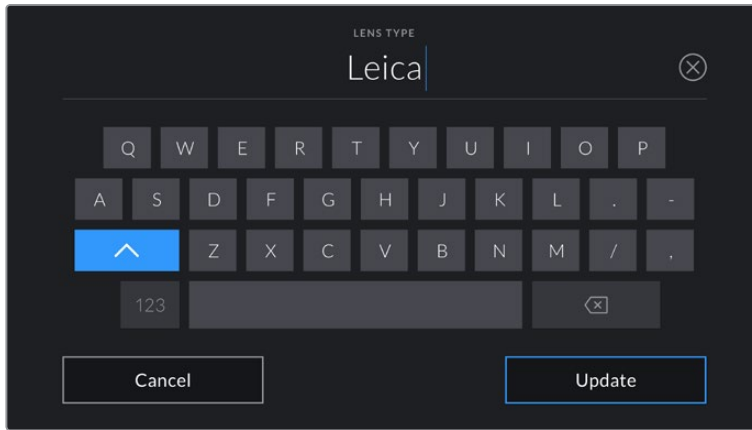 LENS TYPE
Leica
Q W E R T Y U I O P
A S D F G H J K L . -
Z X C V B N M / ,
123
Cancel Update